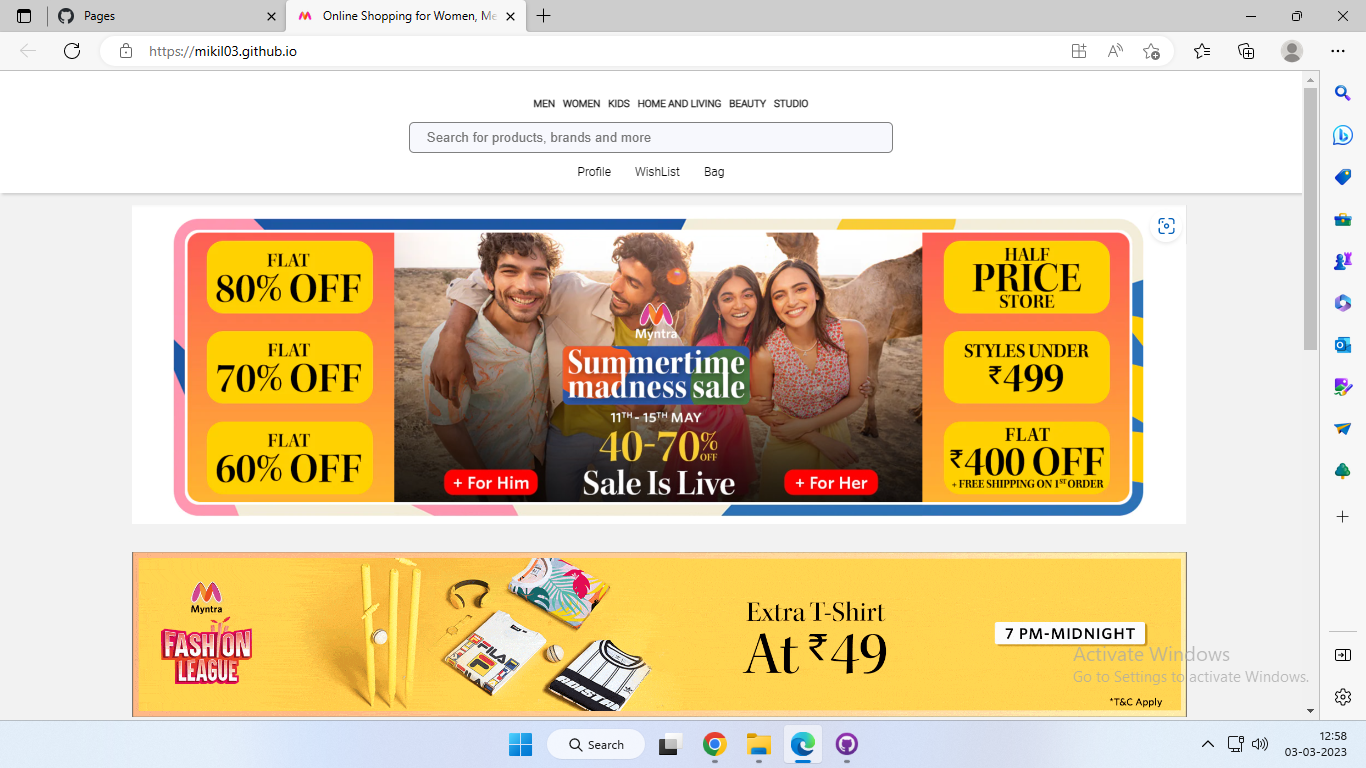 Pages
Online Shopping for Women, Me
https://mikil03.github.io
MEN WOMEN KIDS HOME AND LIVING BEAUTY STUDIO
Search for products, brands and more
Profile WishList Bag
FLAT
80% OFF
FLAT
70% OFF
FLAT
60% OFF
Myntra
Summertime
madness sale
11TH - 15TH MAY
40-70% OFF
+ For Him
Sale Is Live
+ For Her
HALF
PRICE
STORE
STYLES UNDER
₹499
FLAT
₹400 OFF
+ FREE SHIPPING ON 1ST ORDER
Myntra
FASHION
LEAGUE
FILA
Extra T-Shirt
At ₹49
7 PM-MIDNIGHT
*T&C Apply
Activate Windows
Go to Settings to activate Windows.
Search
12:58
03-03-2023